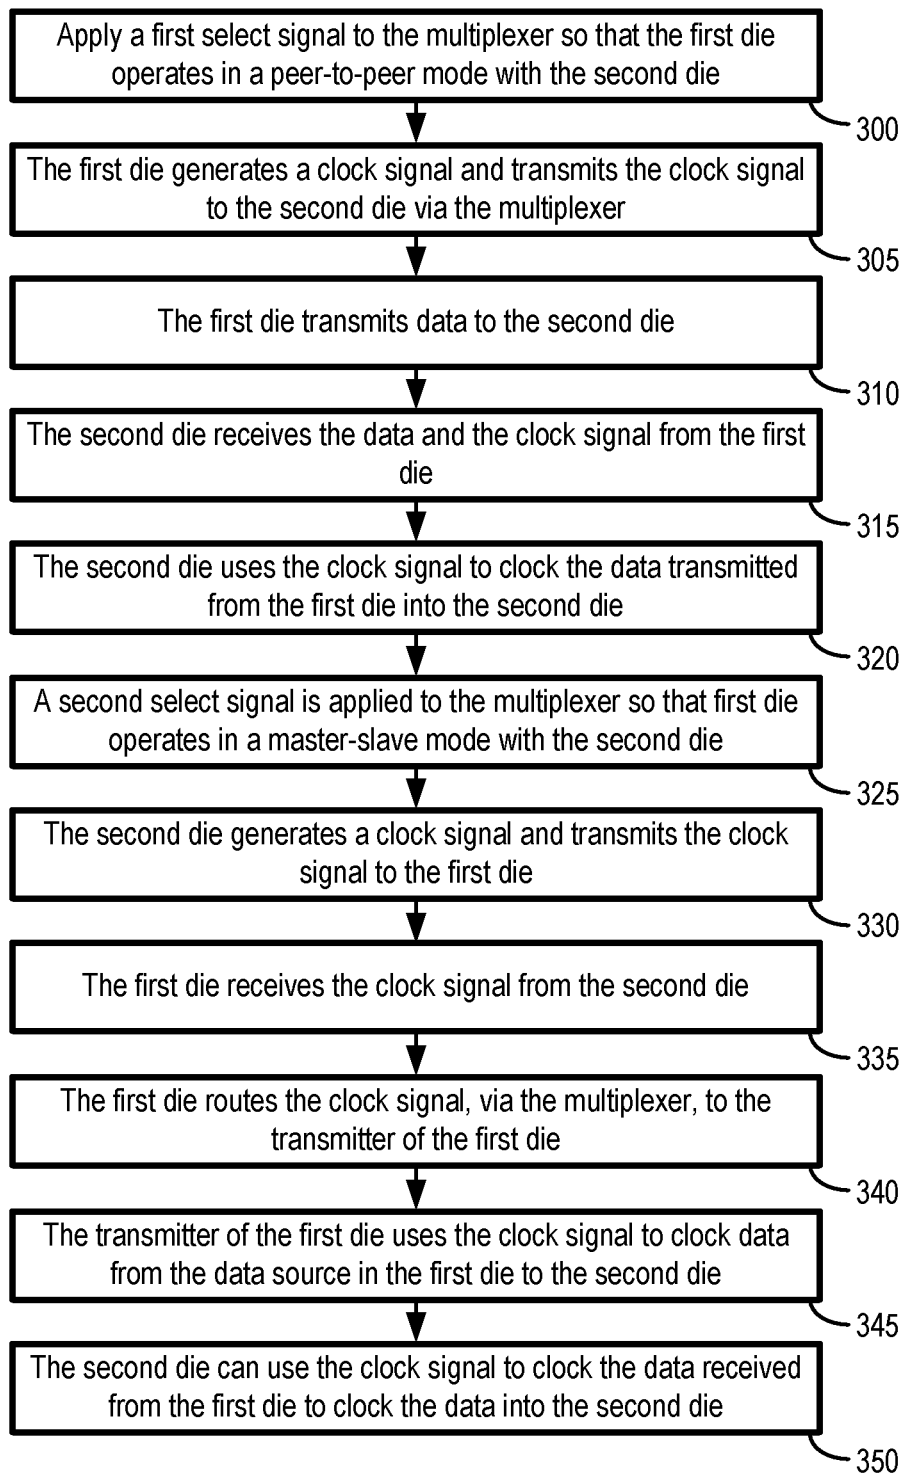 Apply a first select signal to the multiplexer so that the first die
operates in a peer-to-peer mode with the second die
300
The first die generates a clock signal and transmits the clock signal
to the second die via the multiplexer
305
The first die transmits data to the second die
310
The second die receives the data and the clock signal from the first
die
315
The second die uses the clock signal to clock the data transmitted
from the first die into the second die
320
A second select signal is applied to the multiplexer so that first die
operates in a master-slave mode with the second die
325
The second die generates a clock signal and transmits the clock
signal to the first die
330
The first die receives the clock signal from the second die
335
The first die routes the clock signal, via the multiplexer, to the
transmitter of the first die
340
The transmitter of the first die uses the clock signal to clock data
from the data source in the first die to the second die
345
The second die can use the clock signal to clock the data received
from the first die to clock the data into the second die
350